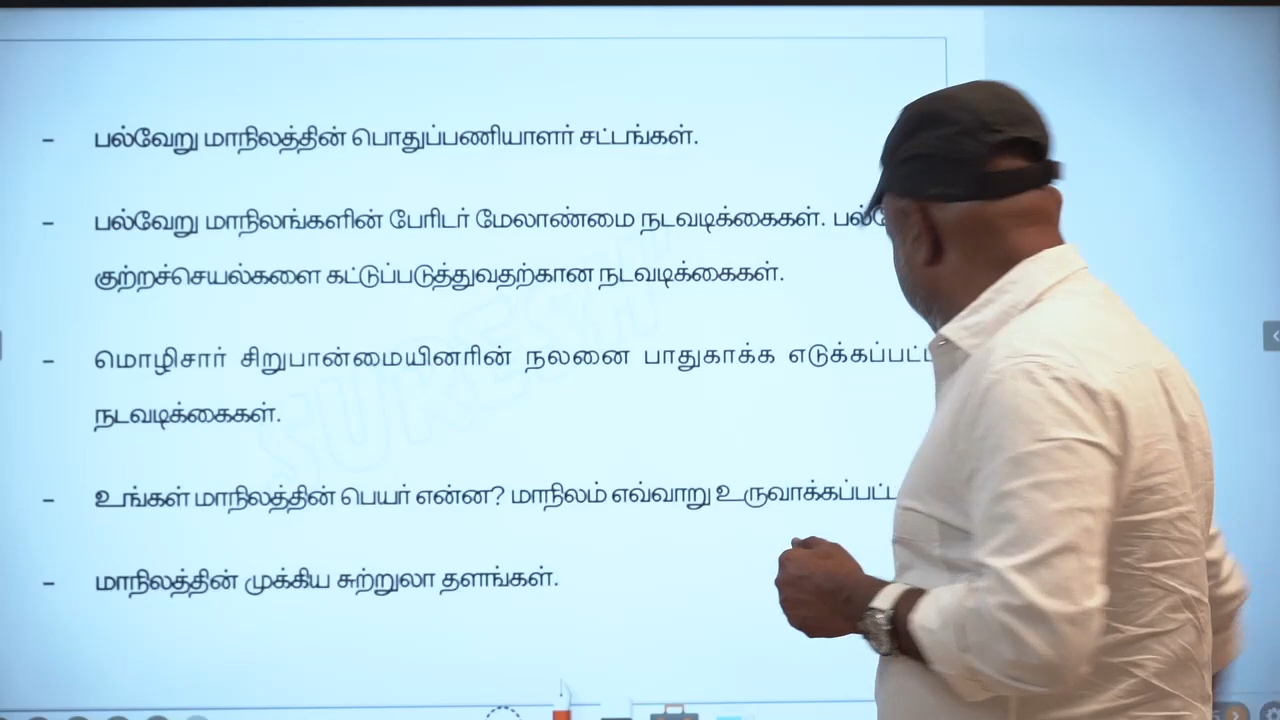 - பல்வேறு மாநிலத்தின் பொதுப்பணியாளர் சட்டங்கள்.
- பல்வேறு மாநிலங்களின் பேரிடர் மேலாண்மை நடவடிக்கைகள்.
குற்றச்செயல்களை கட்டுப்படுத்துவதற்கான நடவடிக்கைகள்.
- மொழிசார் சிறுபான்மையினரின் நலனை பாதுகாக்க
நடவடிக்கைகள்.
- உங்கள் மாநிலத்தின் பெயர் என்ன? மாநிலம் எவ்வாறு
- மாநிலத்தின் முக்கிய சுற்றுலா தளங்கள்.
SURESH'